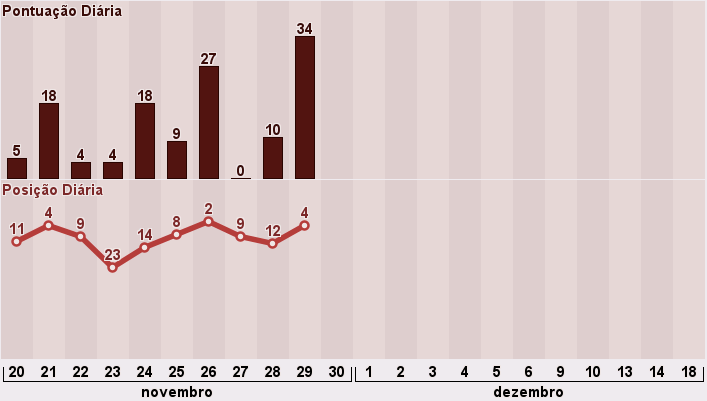 Pontuação Diária
5 18 4 4 18 9 27 0 10 34
Posição Diária
11 4 9 23 14 8 2 9 12 4
20 21 22 23 24 25 26 27 28 29 30 1 2 3 4 5 6 9 10 13 14 18
novembro dezembro